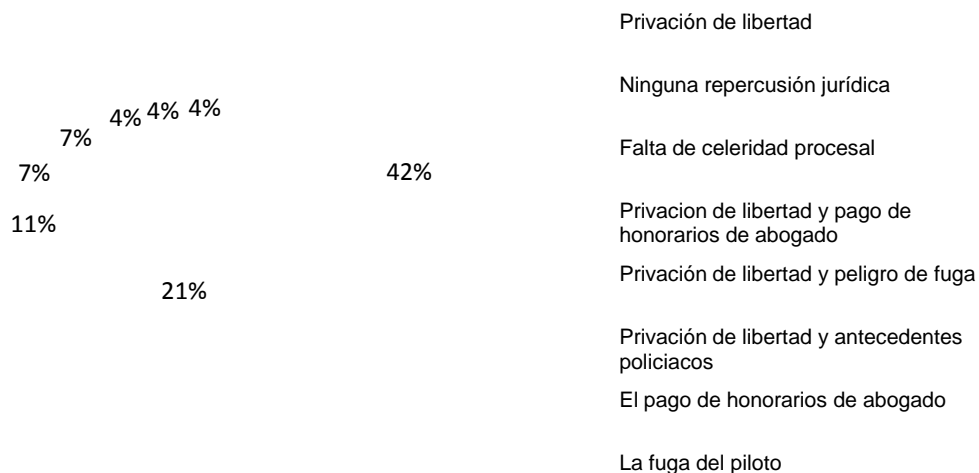 Privación de libertad
Ninguna repercusión jurídica
4% 4% 4%
7%
Falta de celeridad procesal
7%
42%
11%
Privacion de libertad y pago de
honorarios de abogado
Privación de libertad y peligro de fuga
21%
Privación de libertad y antecedentes
policiacos
El pago de honorarios de abogado
La fuga del piloto